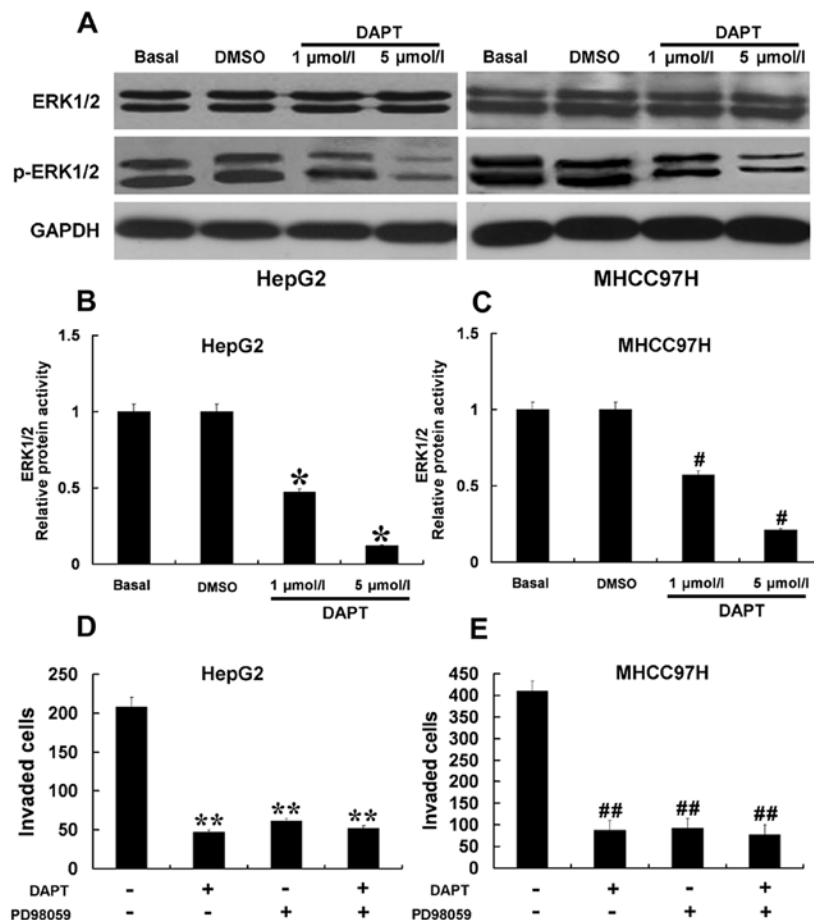 A
DAPT
Basal DMSO 1 μmol/l 5 μmol/l
DAPT
Basal DMSO 1 μmol/l 5 μmol/l
ERK1/2
p-ERK1/2
GAPDH
HepG2
MHCC97H
B
HepG2
ERK1/2
Relative protein activity
1.5
1
0.5
0
*
*
Basal DMSO 1 μmol/l 5 μmol/l
DAPT
C
MHCC97H
ERK1/2
Relative protein activity
1.5
1
0.5
0
#
#
Basal DMSO 1 μmol/l 5 μmol/l
DAPT
D
HepG2
Invaded cells
250
200
150
100
50
0
** ** **
DAPT - + - +
PD98059 - - + +
E
MHCC97H
Invaded cells
450
400
350
300
250
200
150
100
50
0
## ## ##
DAPT - + - +
PD98059 - - + +